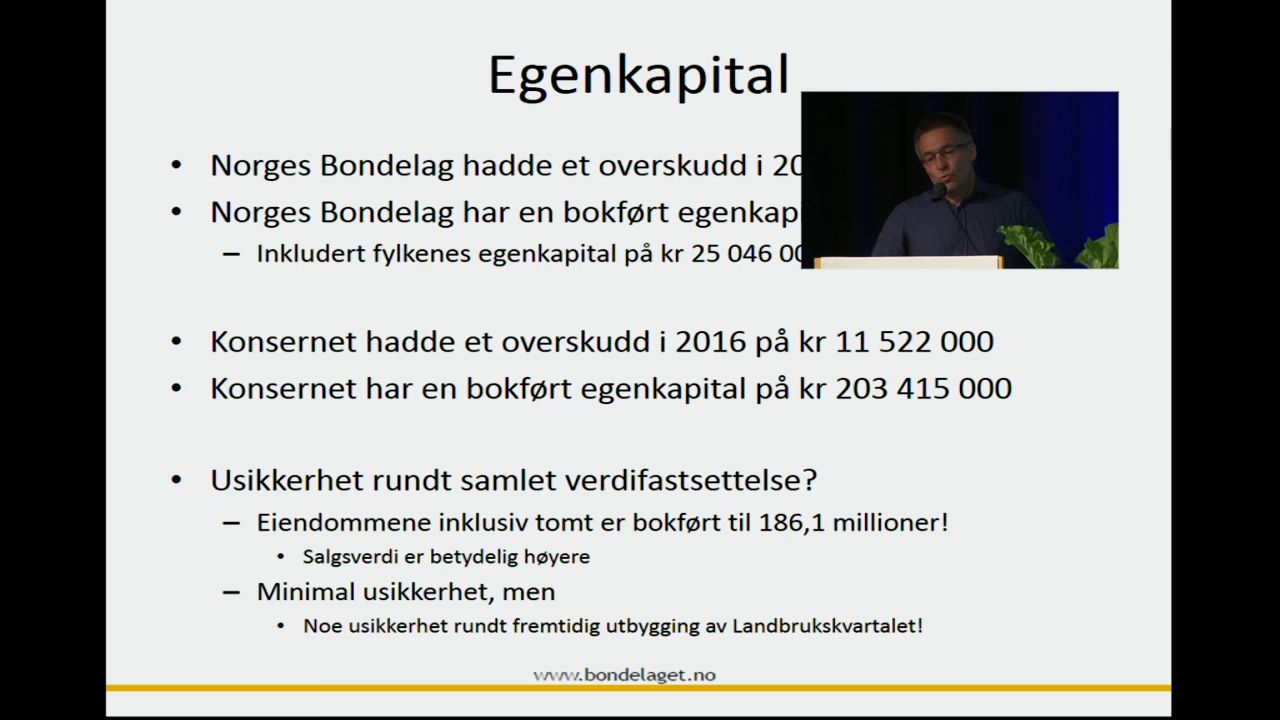 Egenkapital
• Norges Bondelag hadde et overskudd i
• Norges Bondelag har en bokført
– Inkludert fylkenes egenkapital på kr 25 046
• Konsernet hadde et overskudd i 2016 på kr 11 522 000
• Konsernet har en bokført egenkapital på kr 203 415 000
• Usikkerhet rundt samlet verdifastsettelse?
– Eiendommene inklusiv tomt er bokført til 186,1 millioner!
• Salgsverdi er betydelig høyere
– Minimal usikkerhet, men
• Noe usikkerhet rundt fremtidig utbygging av Landbrukskvartalet!
www.bondelaget.no